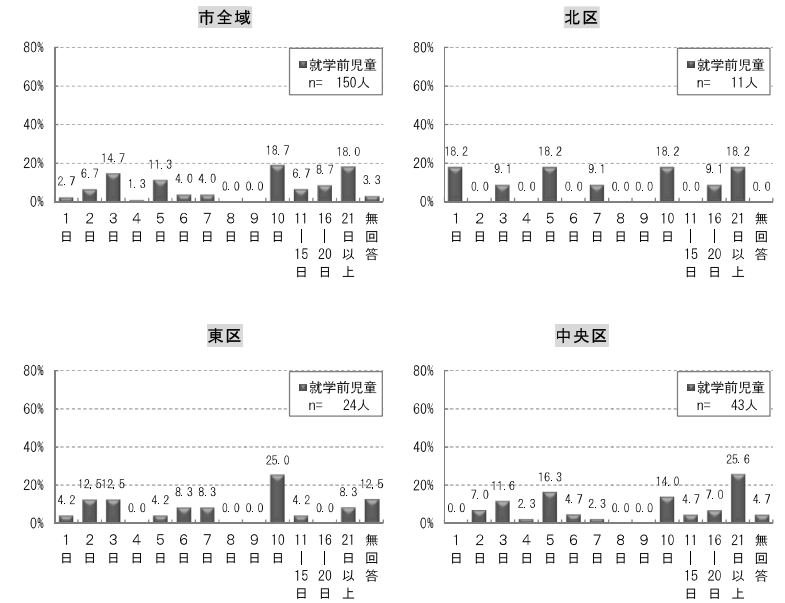 市全域
80%
60%
40%
20%
0%
就学前児童
n= 150人
2.7 6.7 14.7 1.3 11.3 4.0 4.0 0.0 0.0 18.7 6.7 8.7 18.0 3.3
1日 2日 3日 4日 5日 6日 7日 8日 9日 10日 11―15日 16―20日 21日以上 無回答
北区
80%
60%
40%
20%
0%
就学前児童
n= 11人
18.2 0.0 9.1 0.0 18.2 0.0 9.1 0.0 0.0 18.2 0.0 9.1 18.2 0.0
1日 2日 3日 4日 5日 6日 7日 8日 9日 10日 11―15日 16―20日 21日以上 無回答
東区
80%
60%
40%
20%
0%
就学前児童
n= 24人
4.2 12.5 12.5 0.0 4.2 8.3 8.3 0.0 0.0 25.0 4.2 0.0 8.3 12.5
1日 2日 3日 4日 5日 6日 7日 8日 9日 10日 11―15日 16―20日 21日以上 無回答
中央区
80%
60%
40%
20%
0%
就学前児童
n= 43人
0.0 7.0 11.6 2.3 16.3 4.7 2.3 0.0 0.0 14.0 4.7 7.0 25.6 4.7
1日 2日 3日 4日 5日 6日 7日 8日 9日 10日 11―15日 16―20日 21日以上 無回答